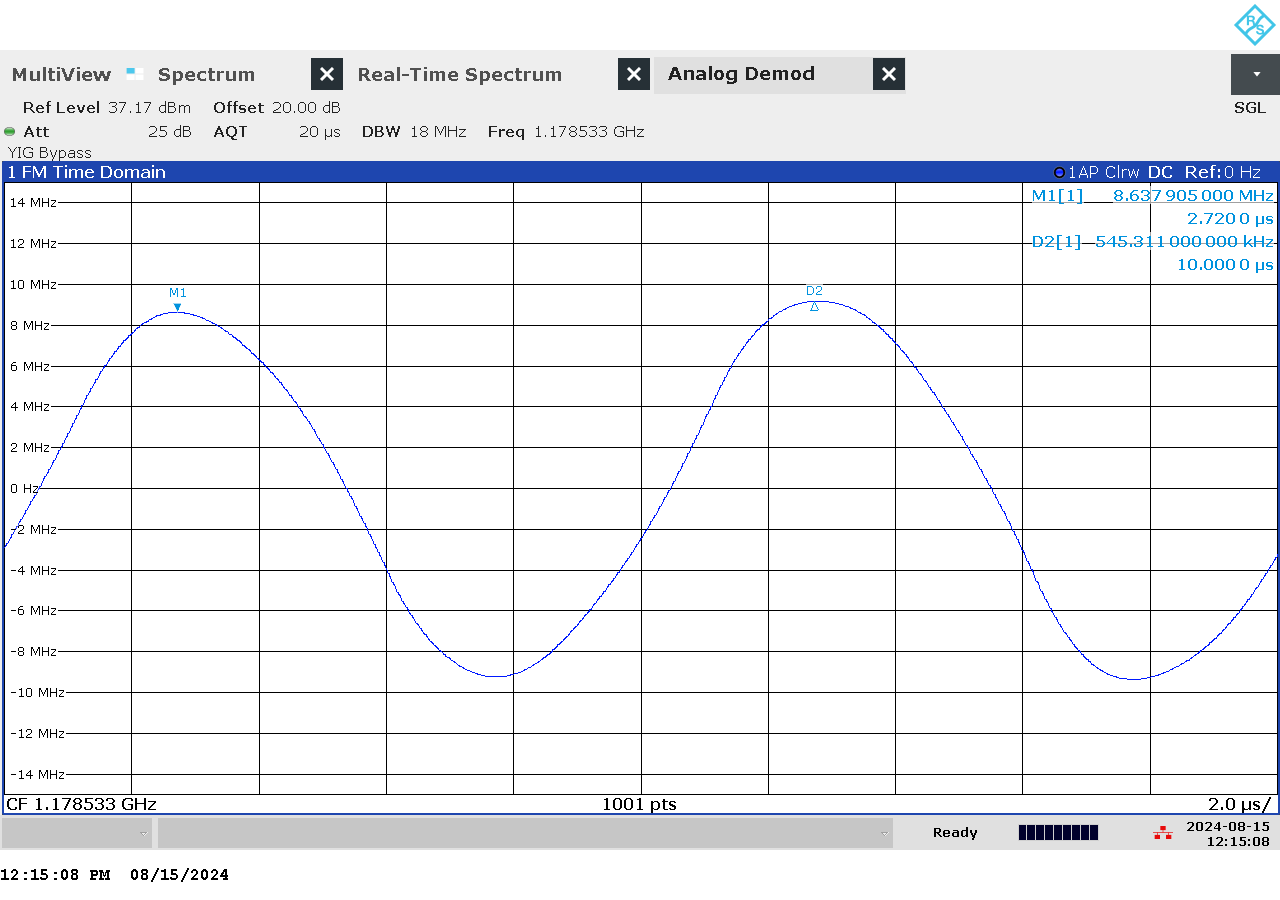 R&S
MultiView Spectrum Real-Time Spectrum Analog Demod
Ref Level 37.17 dBm Offset 20.00 dB SGL
Att 25 dB AQT 20 µs DBW 18 MHz Freq 1.178533 GHz
YIG Bypass
1 FM Time Domain 1AP Clrw DC Ref:0 Hz
14 MHz M1[1] 8.637 905 000 MHz
2.720 0 µs
12 MHz D2[1] 545.311 000 000 kHz
10.000 0 µs
10 MHz
M1 D2
8 MHz
6 MHz
4 MHz
2 MHz
0 Hz
-2 MHz
-4 MHz
-6 MHz
-8 MHz
-10 MHz
-12 MHz
-14 MHz
CF 1.178533 GHz 1001 pts 2.0 µs/
Ready 2024-08-15
12:15:08
12:15:08 PM 08/15/2024